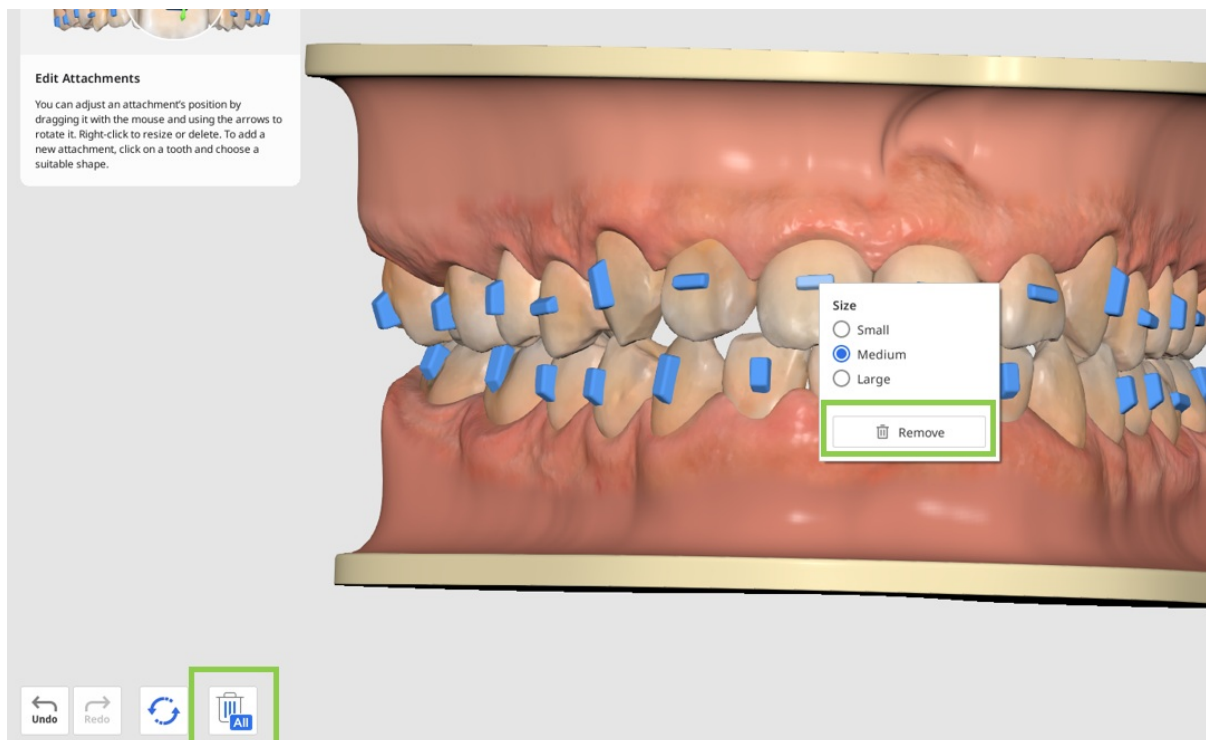 Edit Attachments
You can adjust an attachment's position by
dragging it with the mouse and using the arrows to
rotate it. Right-click to resize or delete. To add a
new attachment, click on a tooth and choose a
suitable shape.
Size
Small
Medium
Large
Remove
Undo
Redo
All